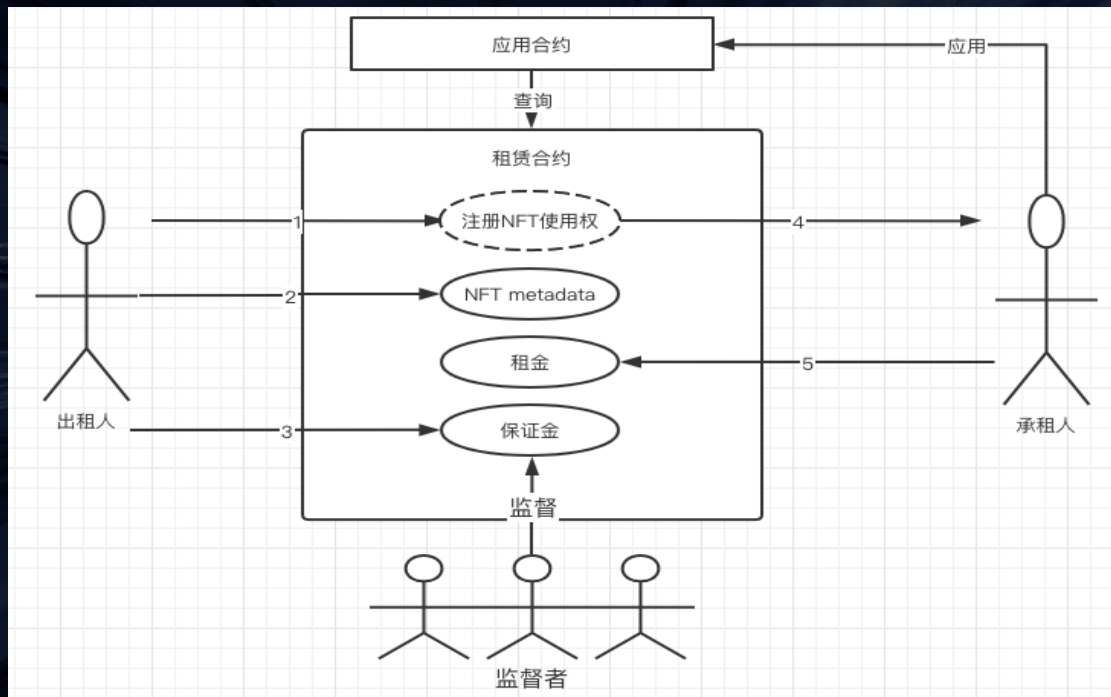 应用合约
应用
查询
租赁合约
1
注册NFT使用权
4
2
NFT metadata
租金
5
出租人
3
保证金
承租人
监督
监督者